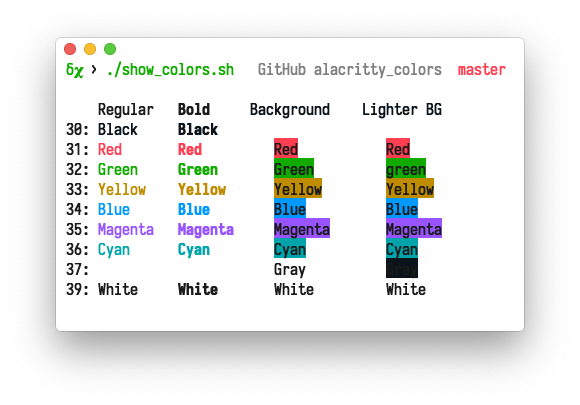 δχ › ./show_colors.sh GitHub alacritty_colors master
Regular Bold Background Lighter BG
30: Black Black
31: Red Red Red Red
32: Green Green Green green
33: Yellow Yellow Yellow Yellow
34: Blue Blue Blue Blue
35: Magenta Magenta Magenta Magenta
36: Cyan Cyan Cyan Cyan
37: Gray Gray
39: White White White White